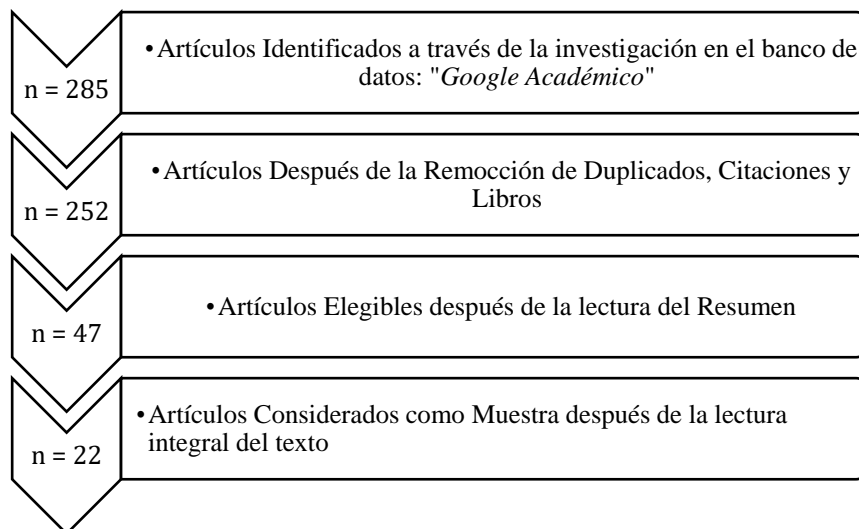 n = 285
•Artículos Identificados a través de la investigación en el banco de
datos: "Google Académico"
n = 252
•Artículos Después de la Remocción de Duplicados, Citaciones y
Libros
n = 47
•Artículos Elegibles después de la lectura del Resumen
n = 22
•Artículos Considerados como Muestra después de la lectura
integral del texto